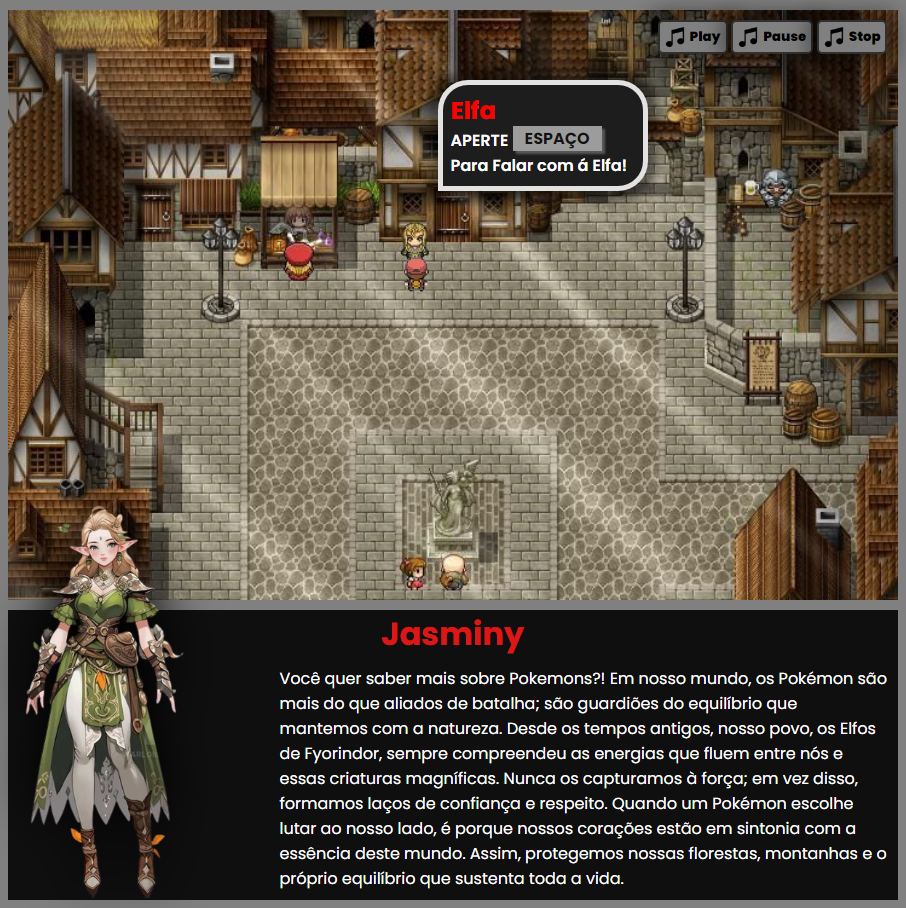 Play
Pause
Stop
Elfa
APERTE ESPAÇO
Para Falar com á Elfa!
Jasminy
Você quer saber mais sobre Pokemons?! Em nosso mundo, os Pokémon são
mais do que aliados de batalha; são guardiões do equilíbrio que
mantemos com a natureza. Desde os tempos antigos, nosso povo, os Elfos
de Fyorindor, sempre compreendeu as energias que fluem entre nós e
essas criaturas magníficas. Nunca os capturamos à força; em vez disso,
formamos laços de confiança e respeito. Quando um Pokémon escolhe
lutar ao nosso lado, é porque nossos corações estão em sintonia com a
essência deste mundo. Assim, protegemos nossas florestas, montanhas e o
próprio equilíbrio que sustenta toda a vida.